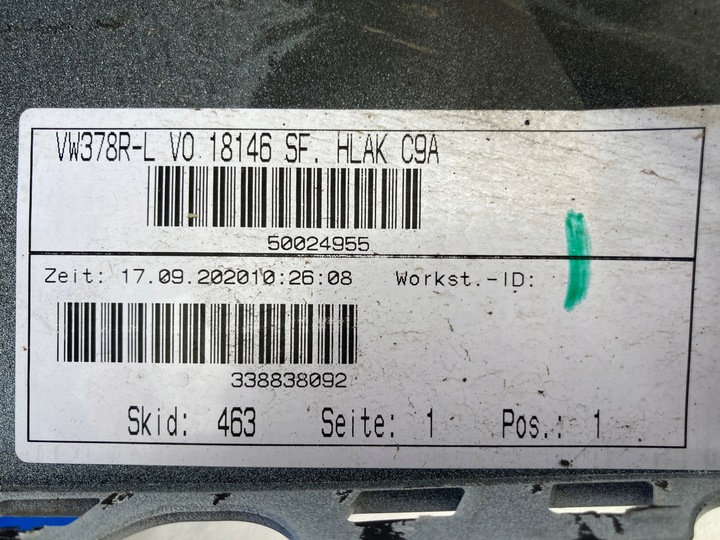 VW378R-L VO 18146 SF. HLAK C9A
50024955
Zeit: 17.09.202010:26:08 Workst.-ID:
338838092
Skid: 463 Seite: 1 Pos.: 1